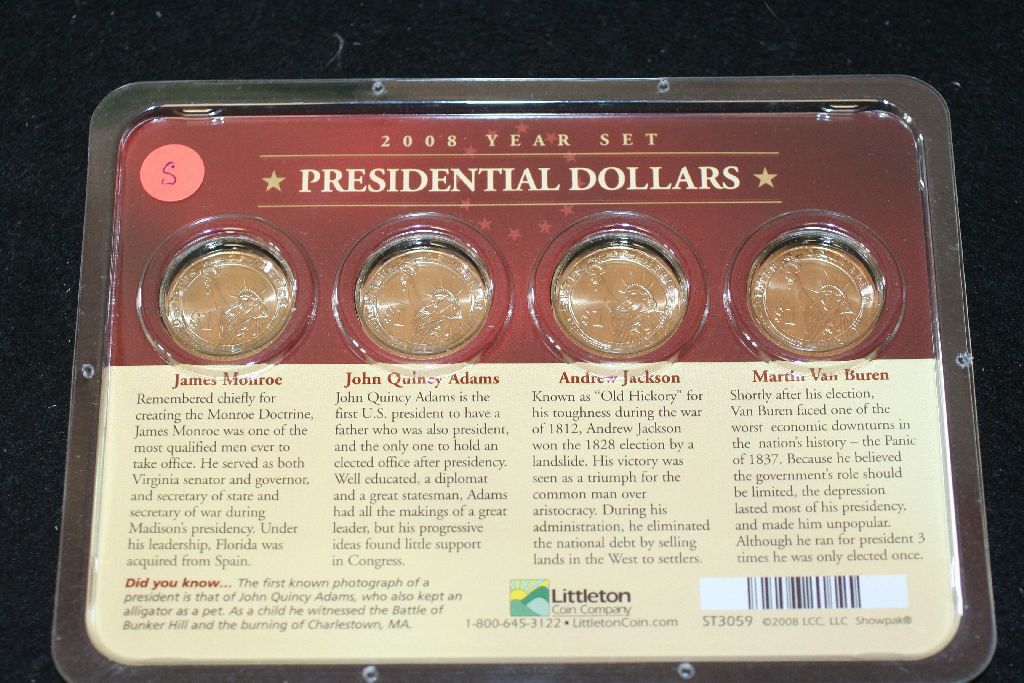 2008 YEAR SET
S
PRESIDENTIAL DOLLARS
$1
$1
$1
$1
James Monroe
Remembered chiefly for
creating the Monroe Doctrine,
James Monroe was one of the
most qualified men ever to
take office. He served as both
Virginia senator and governor,
and secretary of state and
secretary of war during
Madison's presidency. Under
his leadership, Florida was
acquired from Spain.
John Quincy Adams
John Quincy Adams is the
first U.S. president to have a
father who was also president,
and the only one to hold an
elected office after presidency.
Well educated, a diplomat
and a great statesman, Adams
had all the makings of a great
leader, but his progressive
ideas found little support
in Congress.
Andrew Jackson
Known as "Old Hickory" for
his toughness during the war
of 1812, Andrew Jackson
won the 1828 election by a
landslide. His victory was
seen as a triumph for the
common man over
aristocracy. During his
administration, he eliminated
the national debt by selling
lands in the West to settlers.
Martin Van Buren
Shortly after his election,
Van Buren faced one of the
worst economic downturns in
the nation's history – the Panic
of 1837. Because he believed
the government's role should
be limited, the depression
lasted most of his presidency,
and made him unpopular.
Although he ran for president 3
times he was only elected once.
Did you know... The first known photograph of a
president is that of John Quincy Adams, who also kept an
alligator as a pet. As a child he witnessed the Battle of
Bunker Hill and the burning of Charlestown, MA.
Littleton
Coin Company
1-800-645-3122 • LittletonCoin.com
ST3059 ©2008 LCC, LLC Showpak®